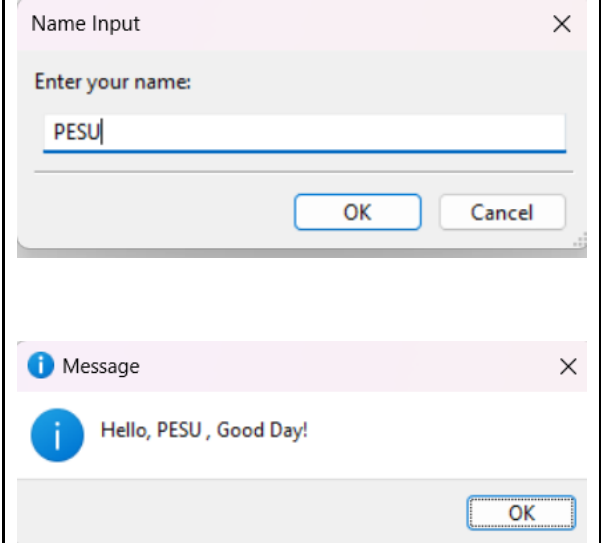 Name Input
Enter your name:
PESU
OK Cancel
Message
Hello, PESU , Good Day!
OK